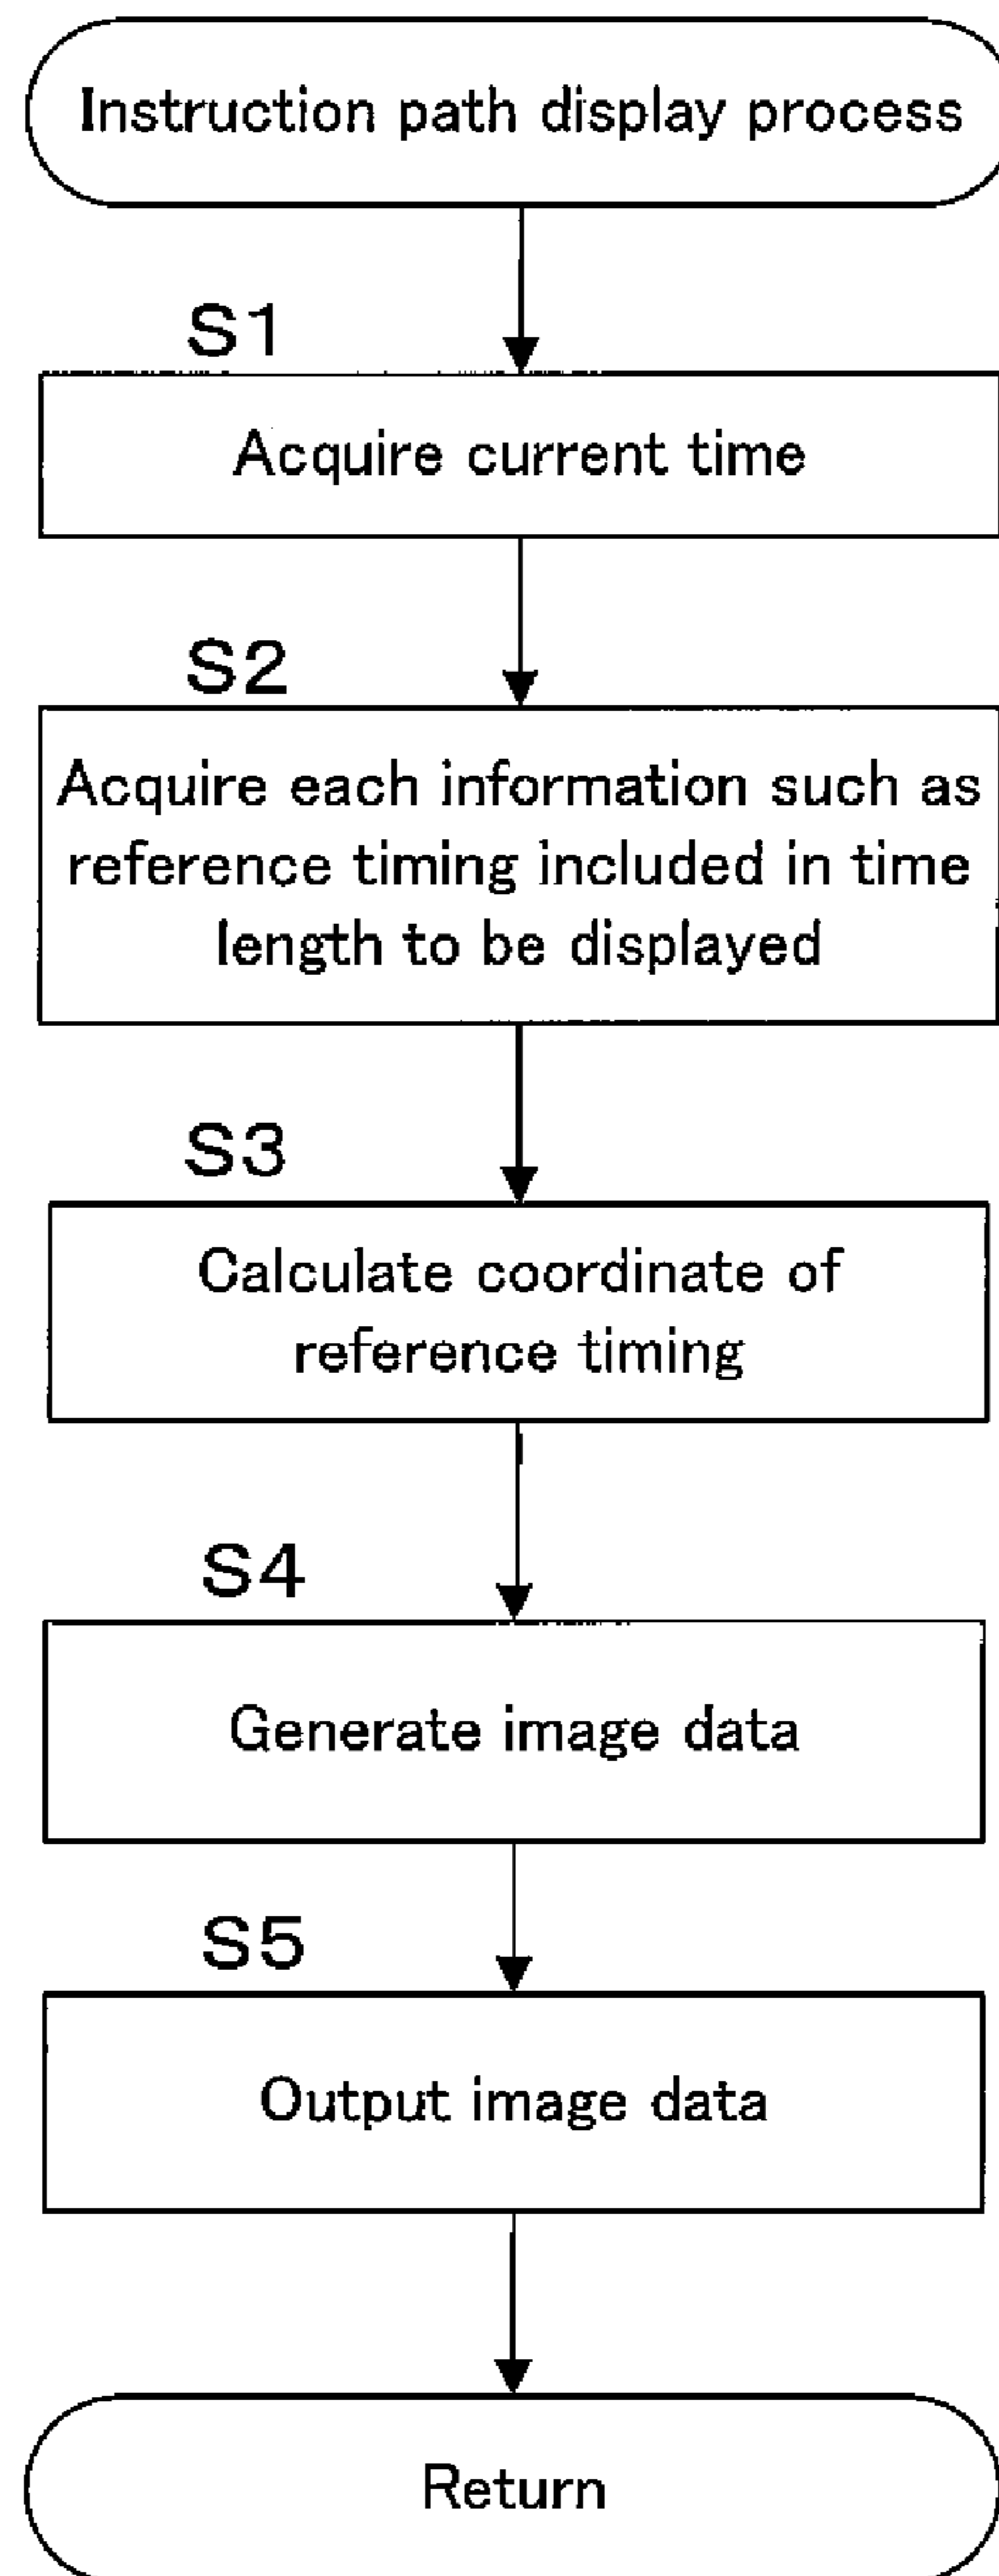 Instruction path display process
S1
Acquire current time
S2
Acquire each information such as
reference timing included in time
length to be displayed
S3
Calculate coordinate of
reference timing
S4
Generate image data
S5
Output image data
Return